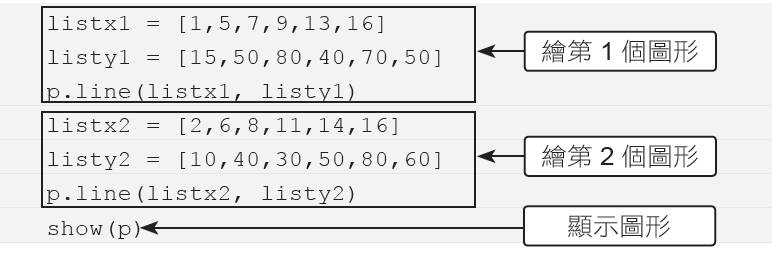 listx1 = [1,5,7,9,13,16]
listy1 = [15,50,80,40,70,50]
p.line(listx1, listy1)
繪第 1 個圖形
listx2 = [2,6,8,11,14,16]
listy2 = [10,40,30,50,80,60]
p.line(listx2, listy2)
繪第 2 個圖形
show(p)
顯示圖形